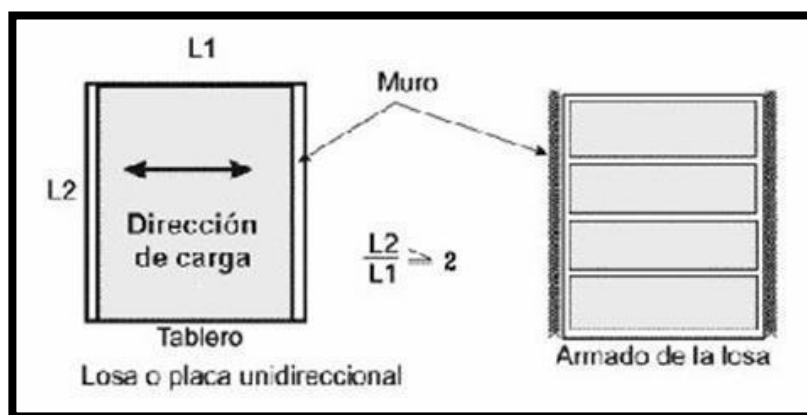 L1
Muro
L2
Dirección
de carga
L2
L1
≥ 2
Tablero
Losa o placa unidireccional
Armado de la losa